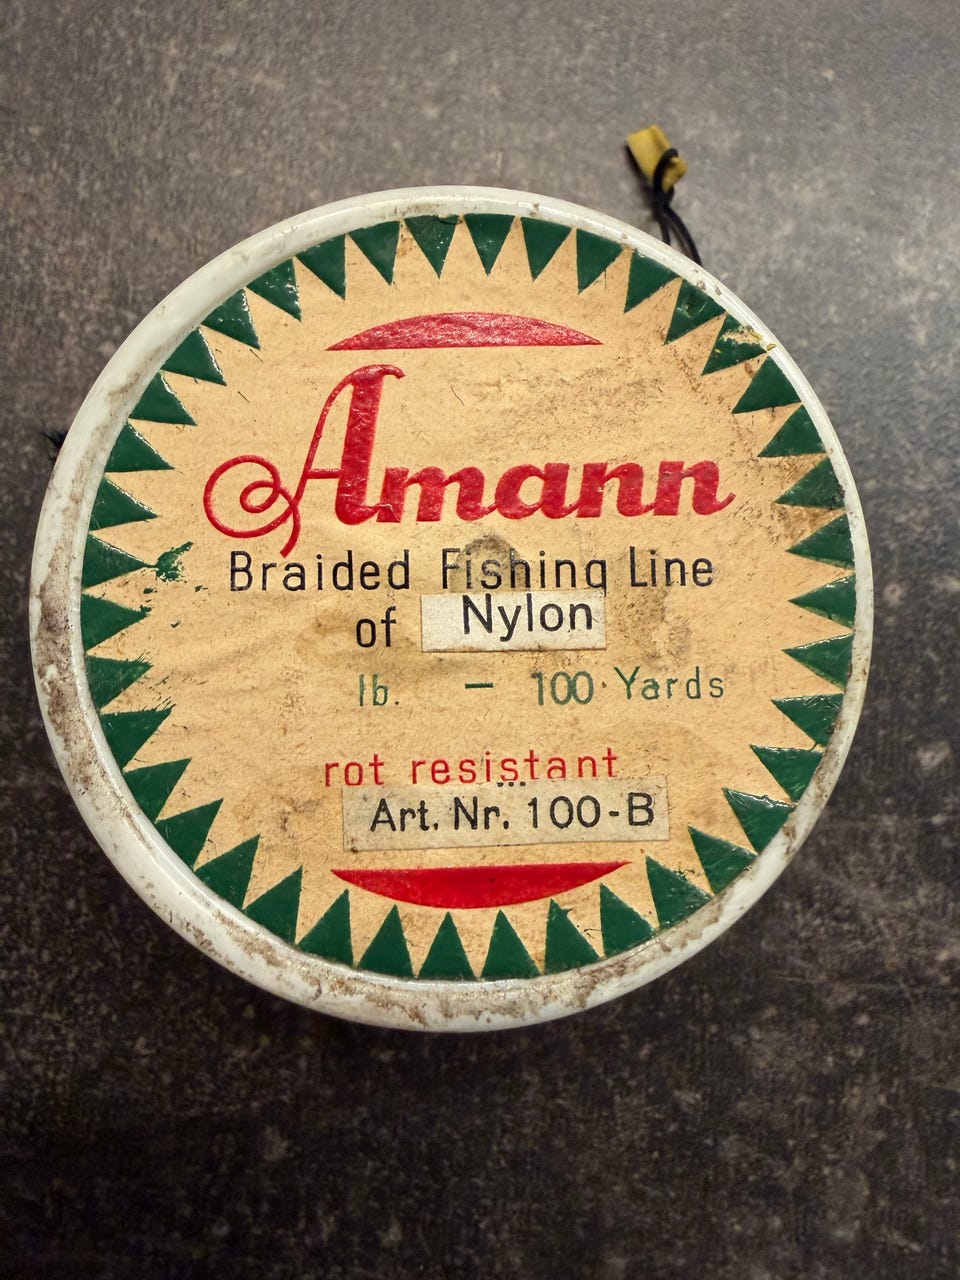 Amann
Braided Fishing Line
of Nylon
lb. – 100 Yards
rot resistant
Art. Nr. 100-B